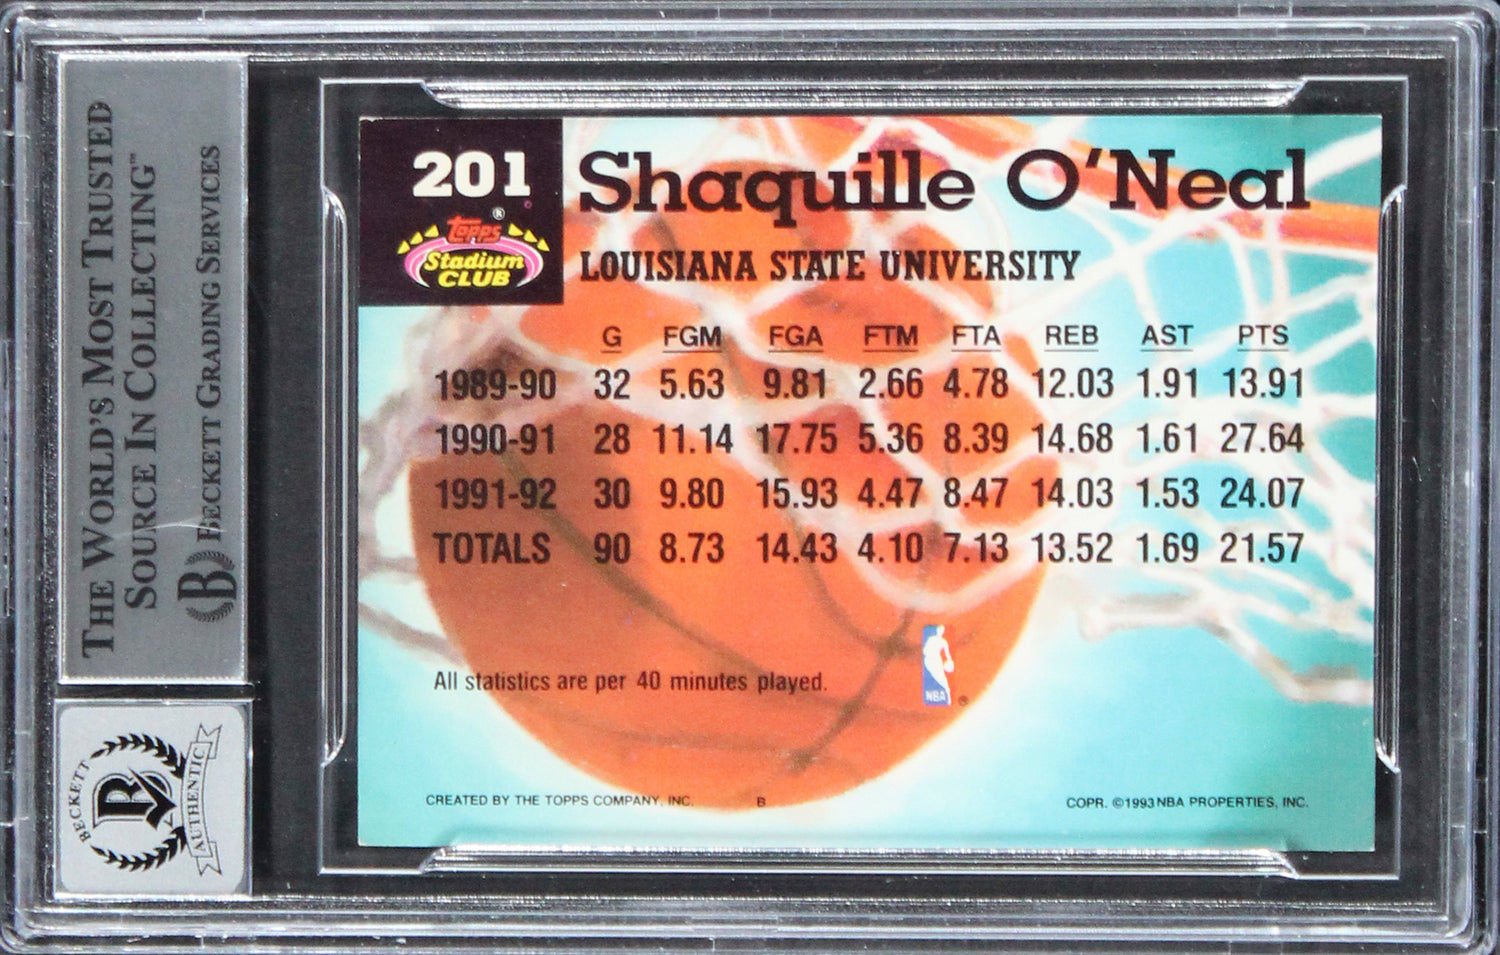 THE WORLD'S MOST TRUSTED
SOURCE IN COLLECTING™
BECKETT GRADING SERVICES
B
BECKETT
B
AUTHENTIC
201
©
Topps®
Stadium
CLUB
Shaquille O'Neal
LOUISIANA STATE UNIVERSITY
G FGM FGA FTM FTA REB AST PTS
1989-90 32 5.63 9.81 2.66 4.78 12.03 1.91 13.91
1990-91 28 11.14 17.75 5.36 8.39 14.68 1.61 27.64
1991-92 30 9.80 15.93 4.47 8.47 14.03 1.53 24.07
TOTALS 90 8.73 14.43 4.10 7.13 13.52 1.69 21.57
All statistics are per 40 minutes played.
NBA ®
CREATED BY THE TOPPS COMPANY, INC. B COPR. ©1993 NBA PROPERTIES, INC.